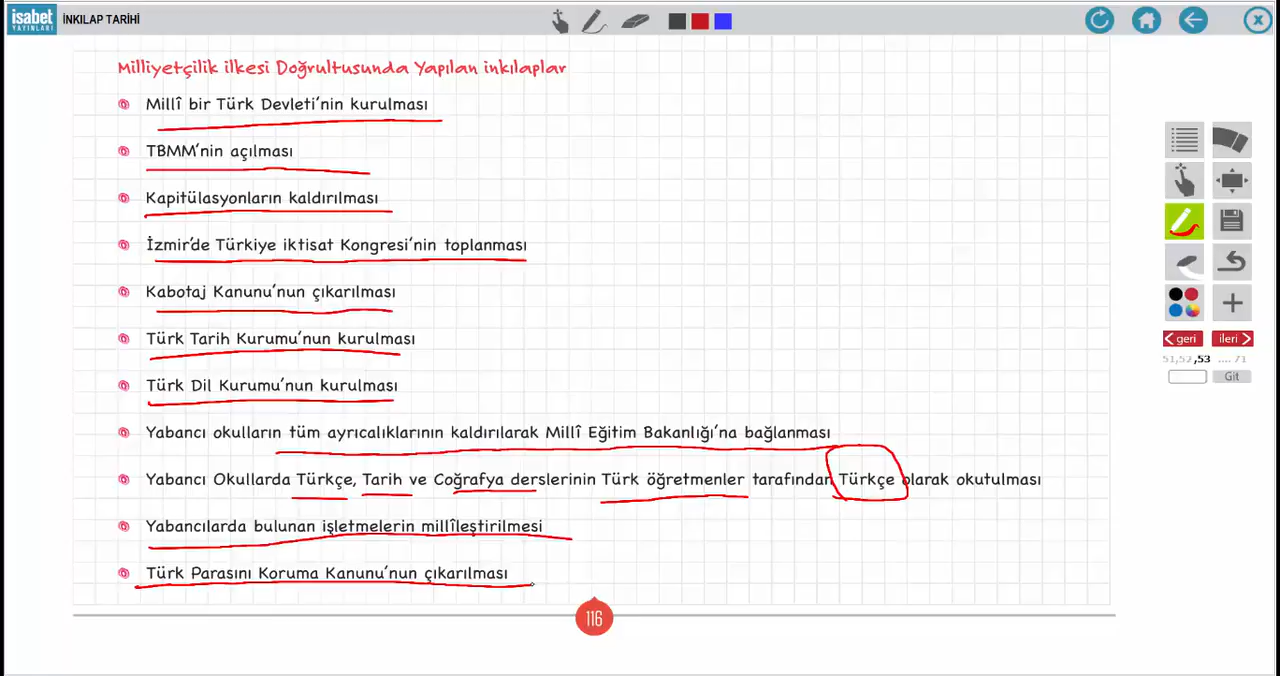 isabet
YAYINLARI
İNKILAP TARİHİ
Milliyetçilik ilkesi Doğrultusunda Yapılan inkılaplar
Millî bir Türk Devleti'nin kurulması
TBMM'nin açılması
Kapitülasyonların kaldırılması
İzmir'de Türkiye iktisat Kongresi'nin toplanması
Kabotaj Kanunu'nun çıkarılması
Türk Tarih Kurumu'nun kurulması
Türk Dil Kurumu'nun kurulması
Yabancı okulların tüm ayrıcalıklarının kaldırılarak Millî Eğitim Bakanlığı'na bağlanması
Yabancı Okullarda Türkçe, Tarih ve Coğrafya derslerinin Türk öğretmenler tarafından Türkçe olarak okutulması
Yabancılarda bulunan işletmelerin millîleştirilmesi
Türk Parasını Koruma Kanunu'nun çıkarılması
116
geri ileri
51,52,53 .... 71
Git